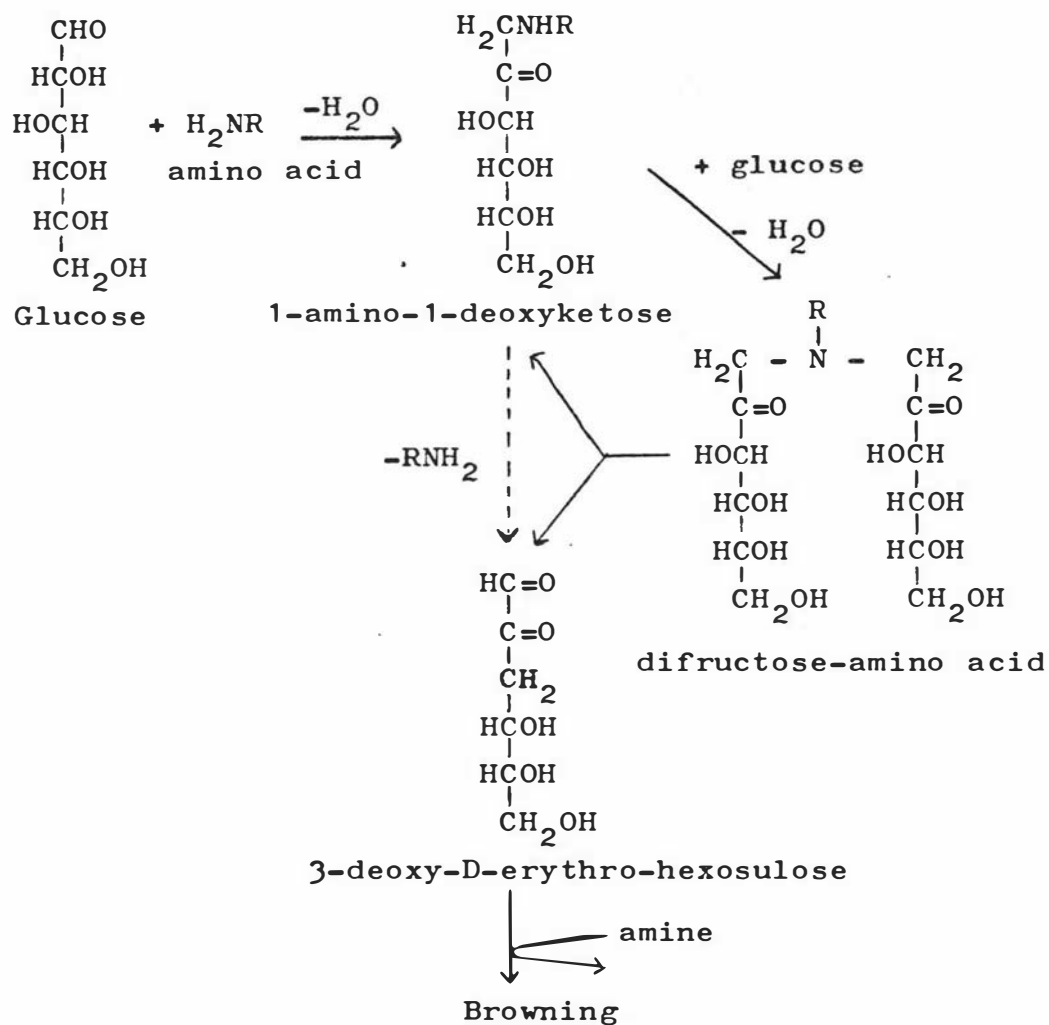 CHO
HCOH
HOCH
HCOH
HCOH
CH2OH
Glucose
+ H2NR
amino acid
-H2O
H2CNHR
C=O
HOCH
HCOH
HCOH
CH2OH
1-amino-1-deoxyketose
+ glucose
- H2O
R
H2C - N - CH2
C=O C=O
HOCH HOCH
HCOH HCOH
HCOH HCOH
CH2OH CH2OH
difructose-amino acid
-RNH2
HC=O
C=O
CH2
HCOH
HCOH
CH2OH
3-deoxy-D-erythro-hexosulose
amine
Browning